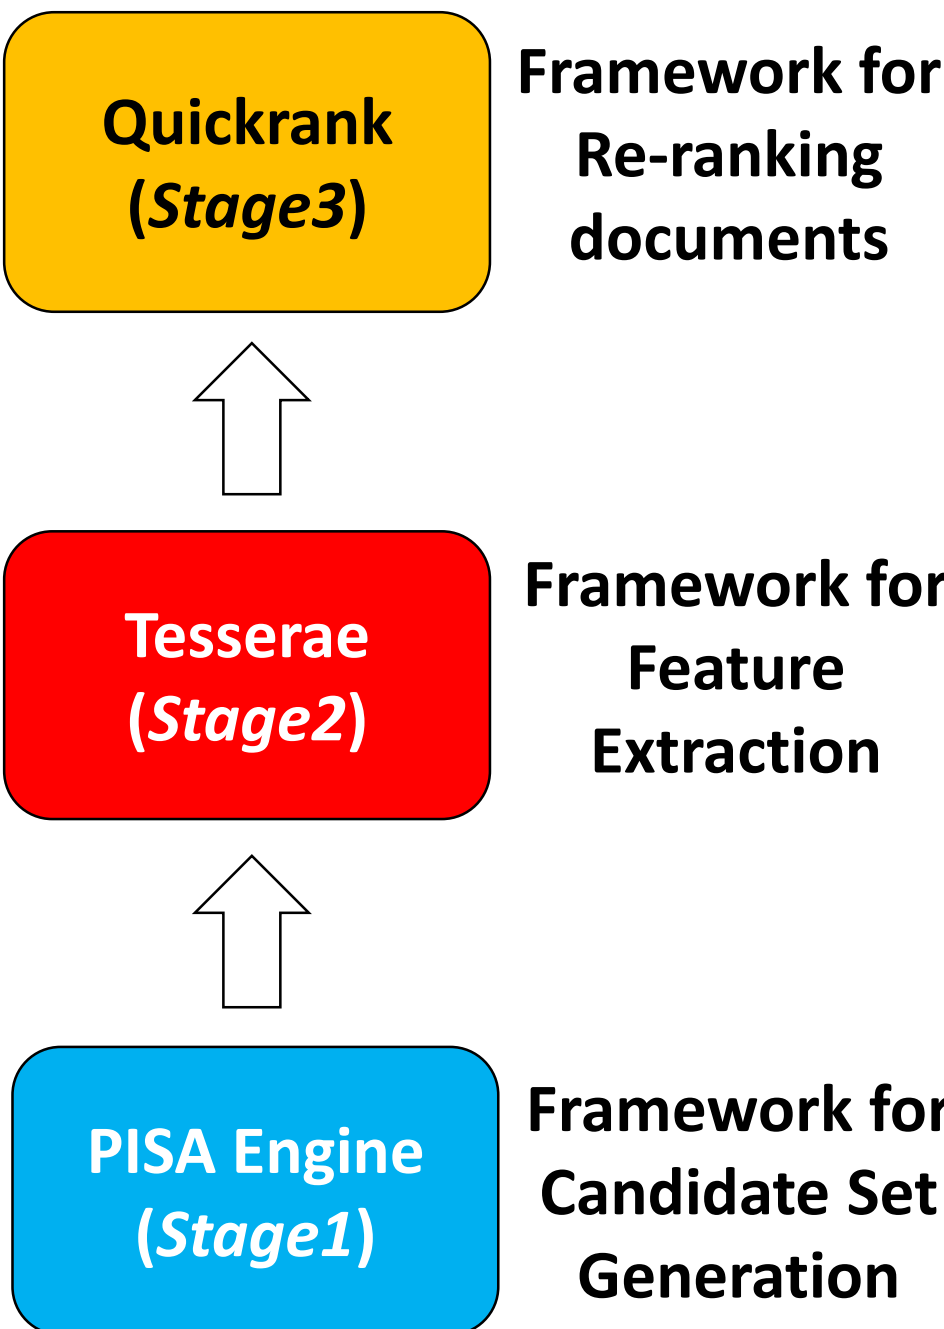 Quickrank
(Stage3)
Framework for
Re-ranking
documents
Tesserae
(Stage2)
Framework for
Feature
Extraction
PISA Engine
(Stage1)
Framework for
Candidate Set
Generation